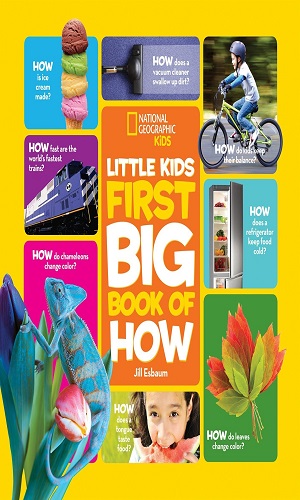 HOW
is ice
cream
made?
HOW does a
vacuum cleaner
swallow up dirt?
NATIONAL
GEOGRAPHIC
KIDS
HOW do kids keep
their balance?
HOW fast are the
world's fastest
trains?
LITTLE KIDS
FIRST
BIG
BOOK OF
HOW
Jill Esbaum
HOW
does a
refrigerator
keep food
cold?
HOW do chameleons
change color?
HOW
does a
tongue
taste
food?
HOW do leaves
change color?